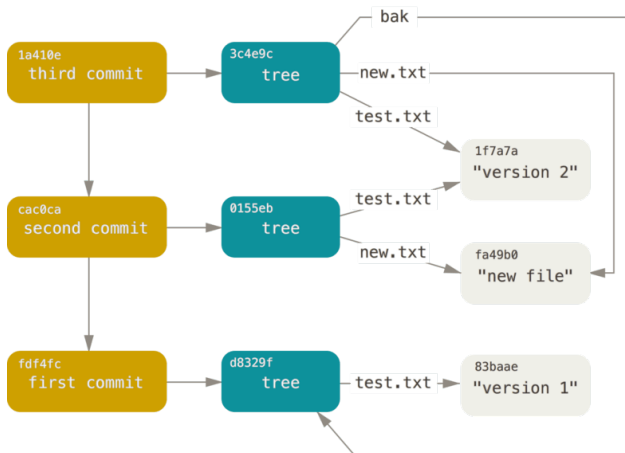 bak
1a410e
third commit
3c4e9c
tree
new.txt
test.txt
1f7a7a
"version 2"
cac0ca
second commit
0155eb
tree
test.txt
new.txt
fa49b0
"new file"
fdf4fc
first commit
d8329f
tree
test.txt
83baae
"version 1"